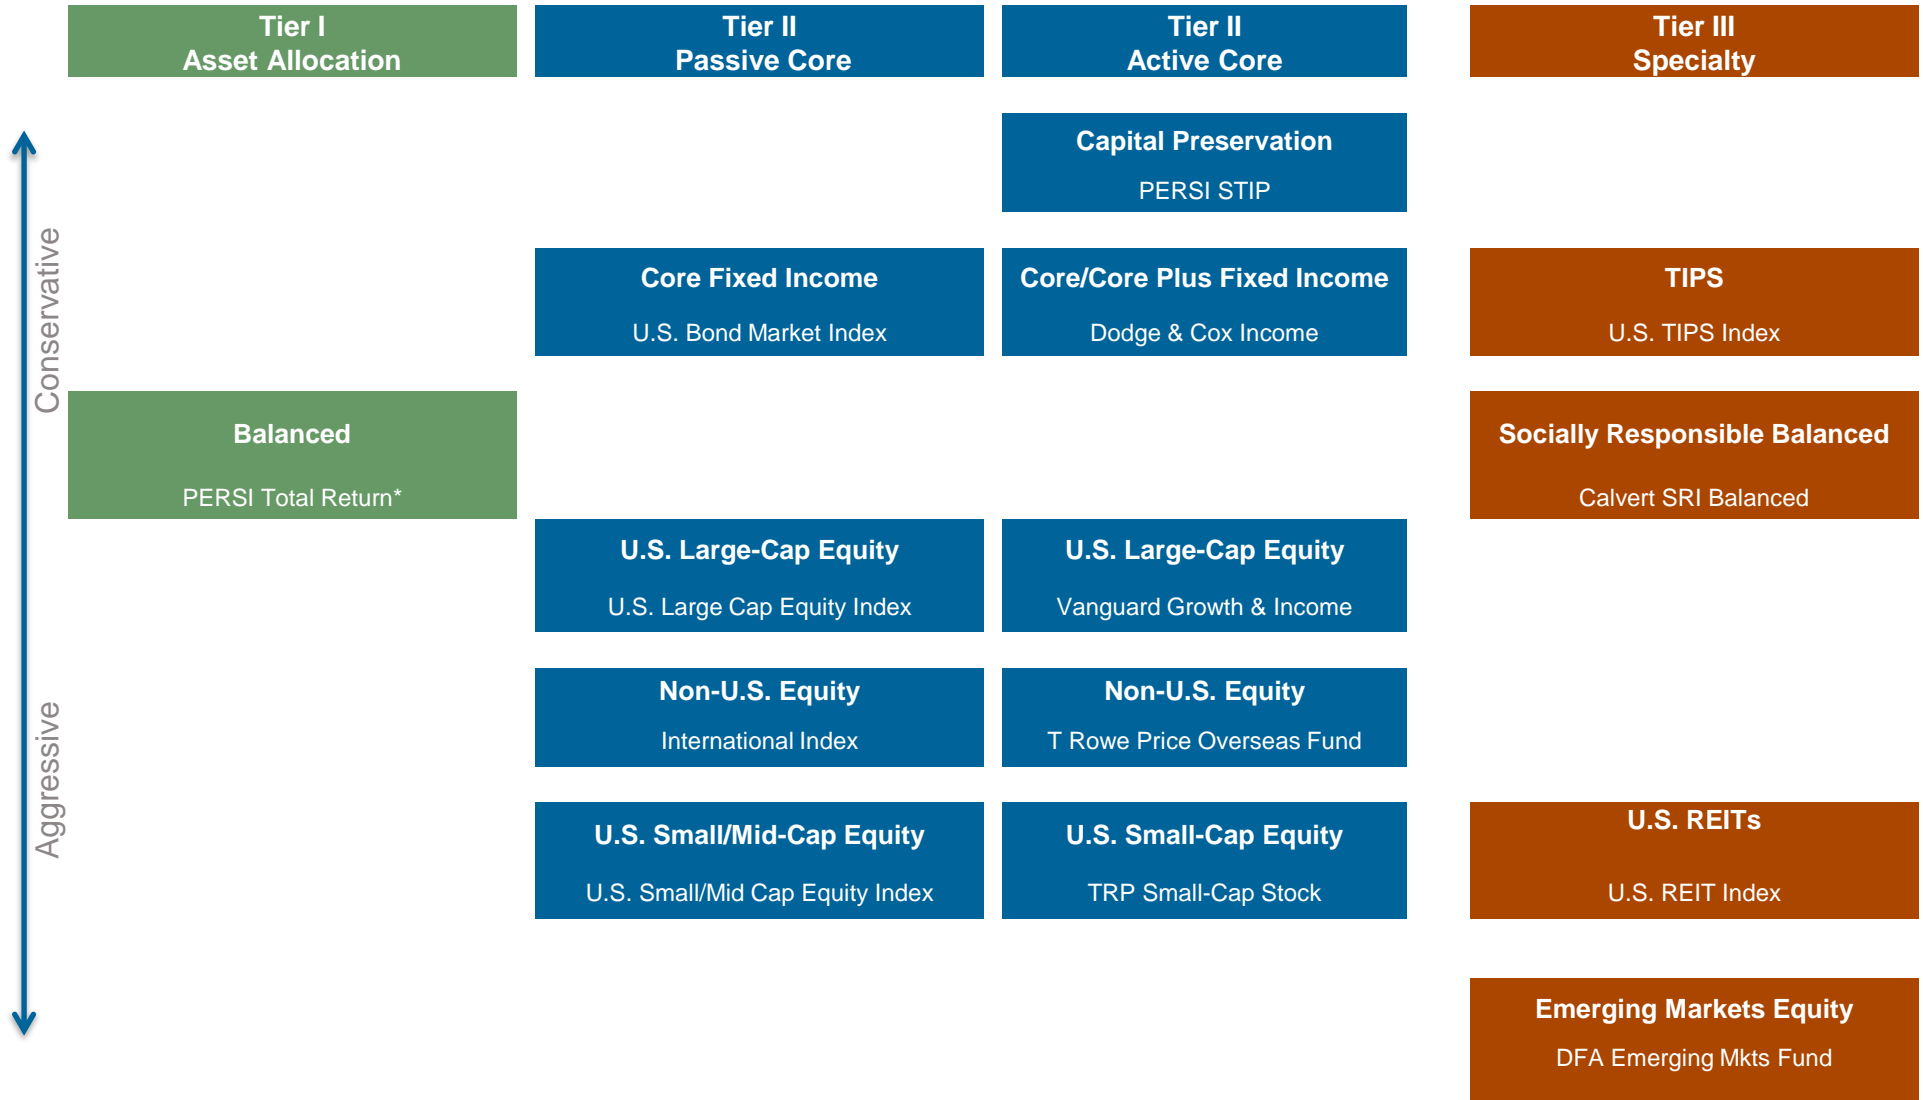 Tier I
Asset Allocation
Tier II
Passive Core
Tier II
Active Core
Tier III
Specialty
Conservative
Aggressive
Capital Preservation
PERSI STIP
Core Fixed Income
U.S. Bond Market Index
Core/Core Plus Fixed Income
Dodge & Cox Income
TIPS
U.S. TIPS Index
Balanced
PERSI Total Return*
Socially Responsible Balanced
Calvert SRI Balanced
U.S. Large-Cap Equity
U.S. Large Cap Equity Index
U.S. Large-Cap Equity
Vanguard Growth & Income
Non-U.S. Equity
International Index
Non-U.S. Equity
T Rowe Price Overseas Fund
U.S. Small/Mid-Cap Equity
U.S. Small/Mid Cap Equity Index
U.S. Small-Cap Equity
TRP Small-Cap Stock
U.S. REITs
U.S. REIT Index
Emerging Markets Equity
DFA Emerging Mkts Fund